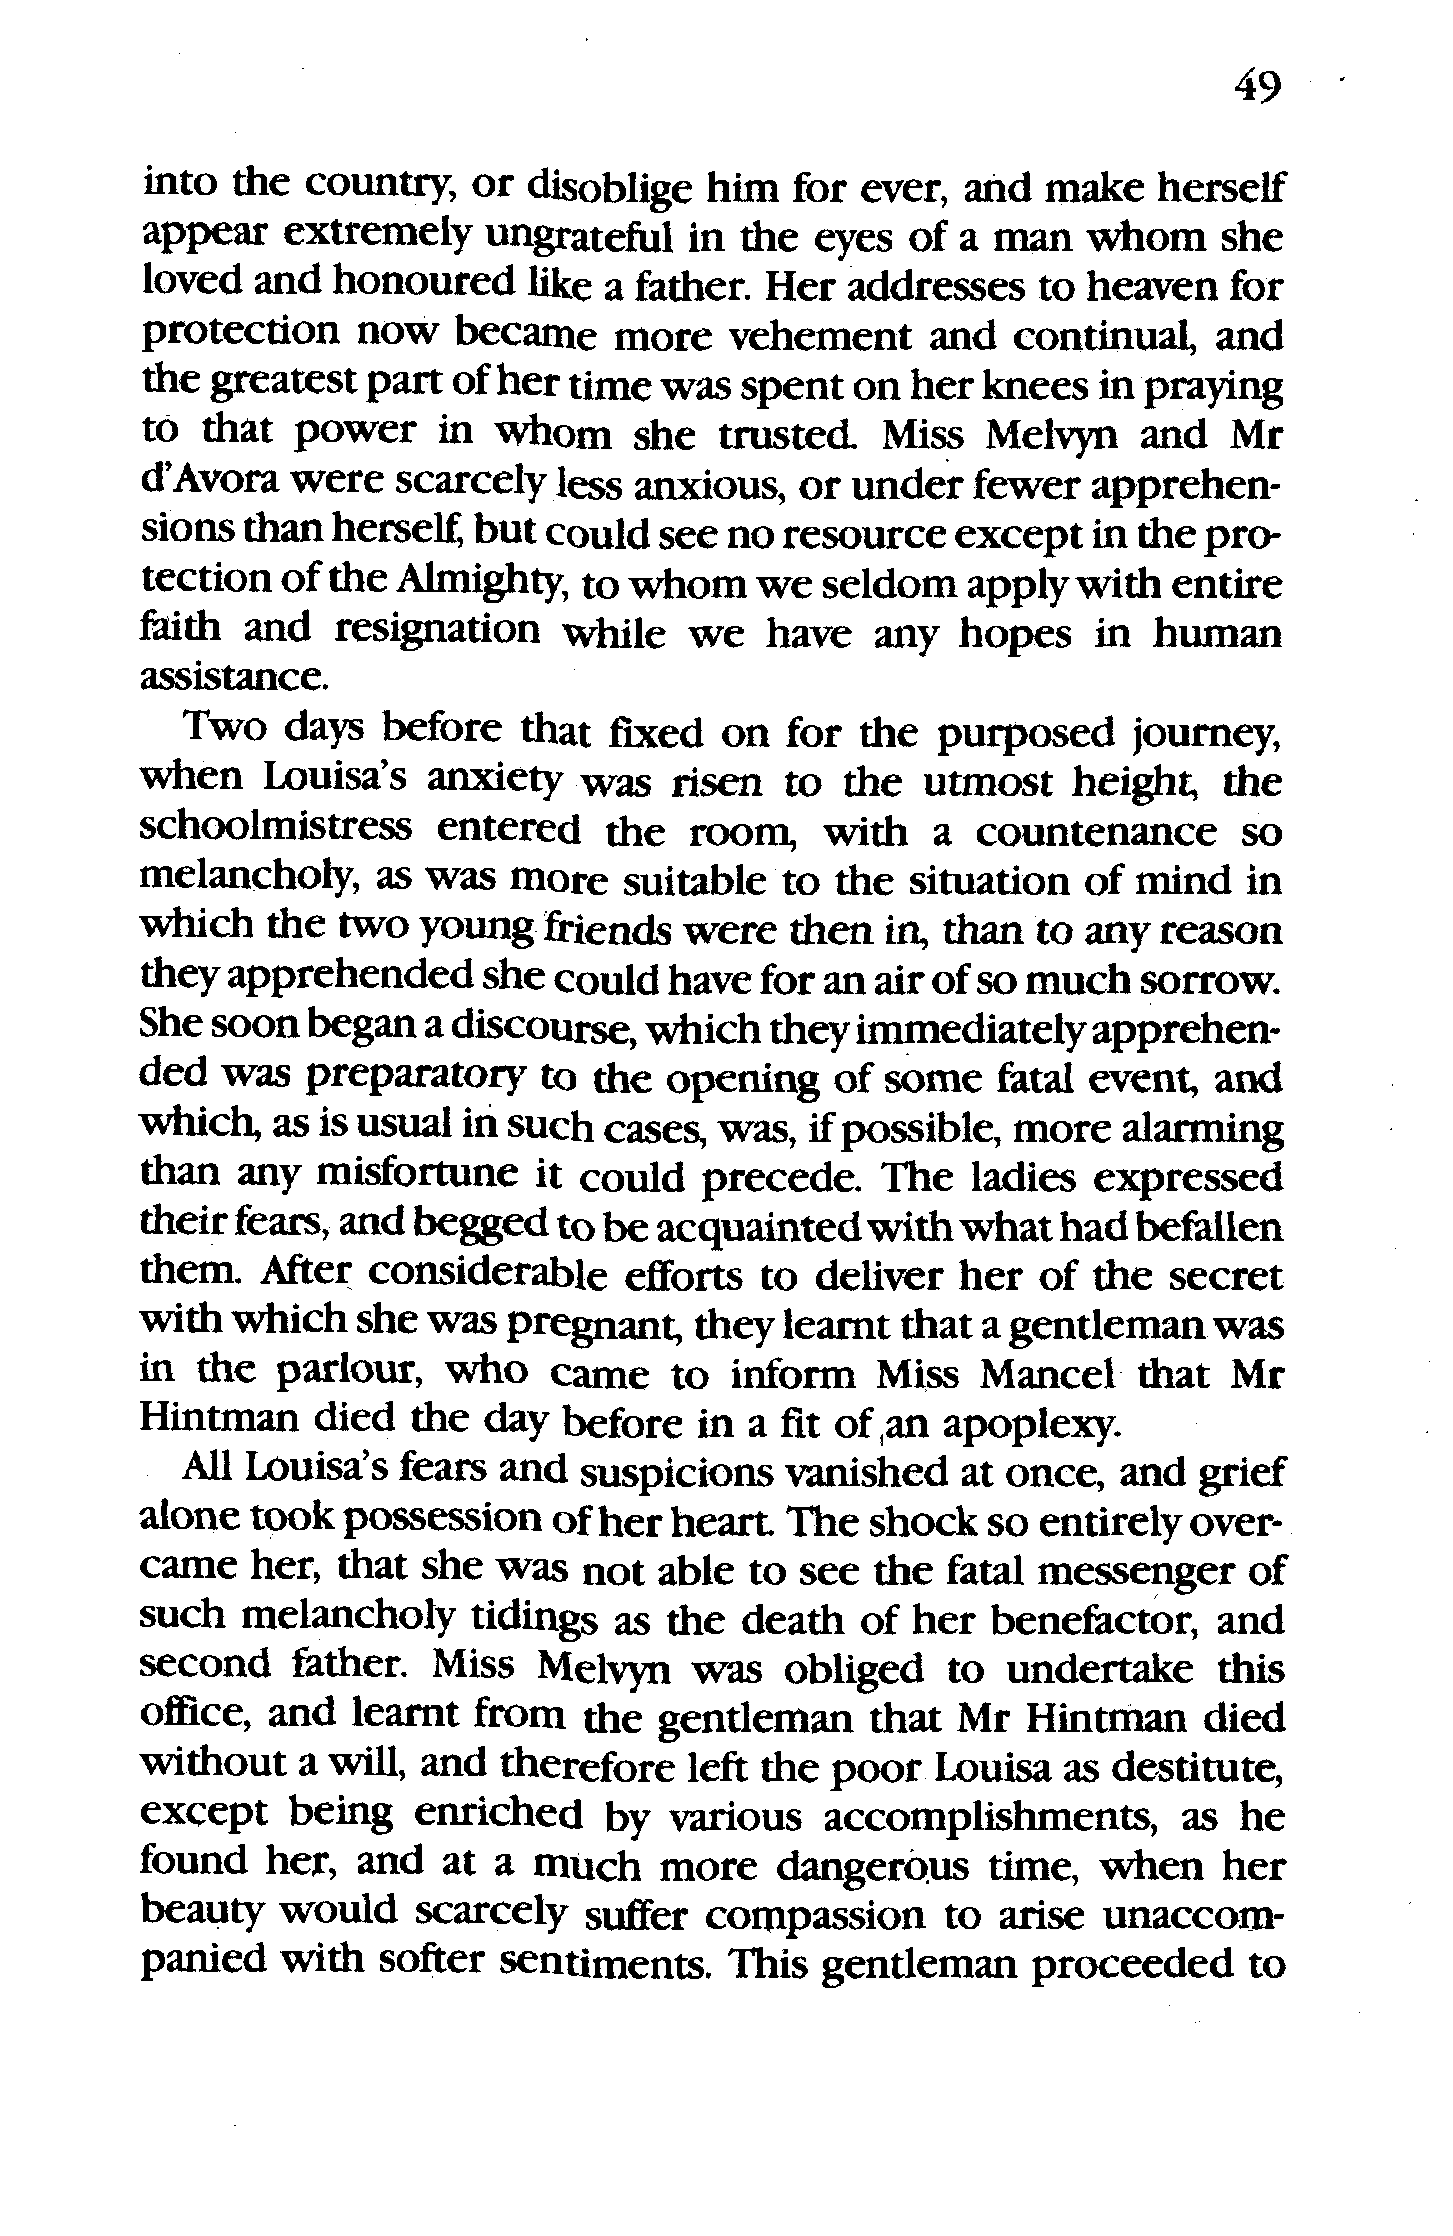 49
into the country, or disoblige him for ever, and make herself
appear extremely ungrateful in the eyes of a man whom she
loved and honoured like a father. Her addresses to heaven for
protection now became more vehement and continual, and
the greatest part of her time was spent on her knees in praying
to that power in whom she trusted. Miss Melvyn and Mr
d'Avora were scarcely less anxious, or under fewer apprehen-
sions than herself, but could see no resource except in the pro-
tection of the Almighty, to whom we seldom apply with entire
faith and resignation while we have any hopes in human
assistance.
Two days before that fixed on for the purposed journey,
when Louisa's anxiety was risen to the utmost height, the
schoolmistress entered the room, with a countenance so
melancholy, as was more suitable to the situation of mind in
which the two young friends were then in, than to any reason
they apprehended she could have for an air of so much sorrow.
She soon began a discourse, which they immediately apprehen-
ded was preparatory to the opening of some fatal event, and
which, as is usual in such cases, was, if possible, more alarming
than any misfortune it could precede. The ladies expressed
their fears, and begged to be acquainted with what had befallen
them. After considerable efforts to deliver her of the secret
with which she was pregnant, they learnt that a gentleman was
in the parlour, who came to inform Miss Mancel that Mr
Hintman died the day before in a fit of an apoplexy.
All Louisa's fears and suspicions vanished at once, and grief
alone took possession of her heart. The shock so entirely over-
came her, that she was not able to see the fatal messenger of
such melancholy tidings as the death of her benefactor, and
second father. Miss Melvyn was obliged to undertake this
office, and learnt from the gentleman that Mr Hintman died
without a will, and therefore left the poor Louisa as destitute,
except being enriched by various accomplishments, as he
found her, and at a much more dangerous time, when her
beauty would scarcely suffer compassion to arise unaccom-
panied with softer sentiments. This gentleman proceeded to